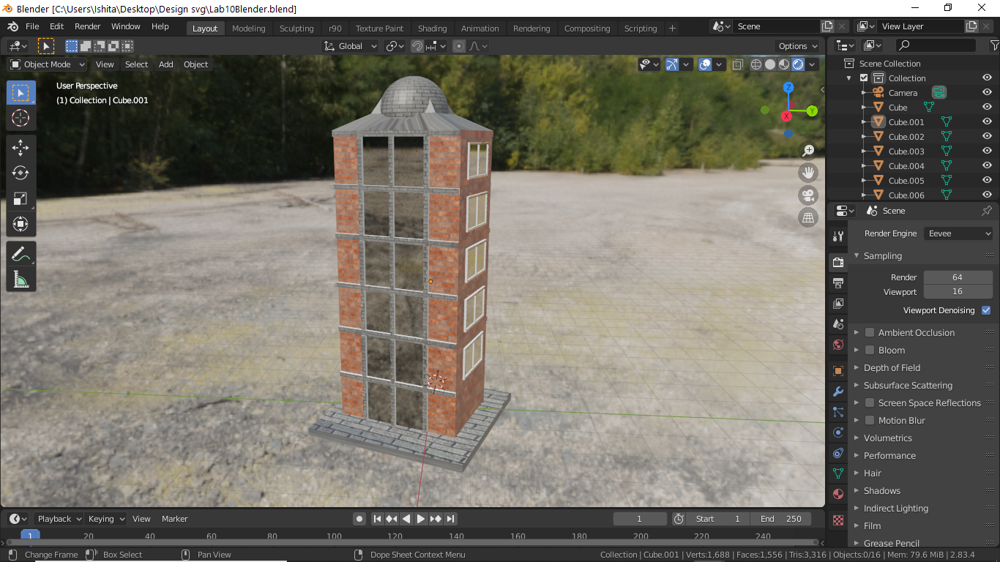 Blender [C:\Users\Ishita\Desktop\Design svg\Lab10Blender.blend]
File Edit Render Window Help Layout Modeling Sculpting r90 Texture Paint Shading Animation Rendering Compositing Scripting + Scene View Layer
Global Options
Object Mode View Select Add Object
User Perspective
(1) Collection | Cube.001
Z
Y
X
Scene Collection
Collection
Camera
Cube
Cube.001
Cube.002
Cube.003
Cube.004
Cube.005
Cube.006
Scene
Render Engine Eevee
Sampling
Render 64
Viewport 16
Viewport Denoising
Ambient Occlusion
Bloom
Depth of Field
Subsurface Scattering
Screen Space Reflections
Motion Blur
Volumetrics
Performance
Hair
Shadows
Indirect Lighting
Film
Grease Pencil
Playback Keying View Marker 1 Start 1 End 250
1 20 40 60 80 100 120 140 160 180 200 220 240
Change Frame Box Select Pan View Dope Sheet Context Menu Collection | Cube.001 | Verts:1,688 | Faces:1,556 | Tris:3,316 | Objects:0/16 | Mem: 79.6 MiB | 2.83.4